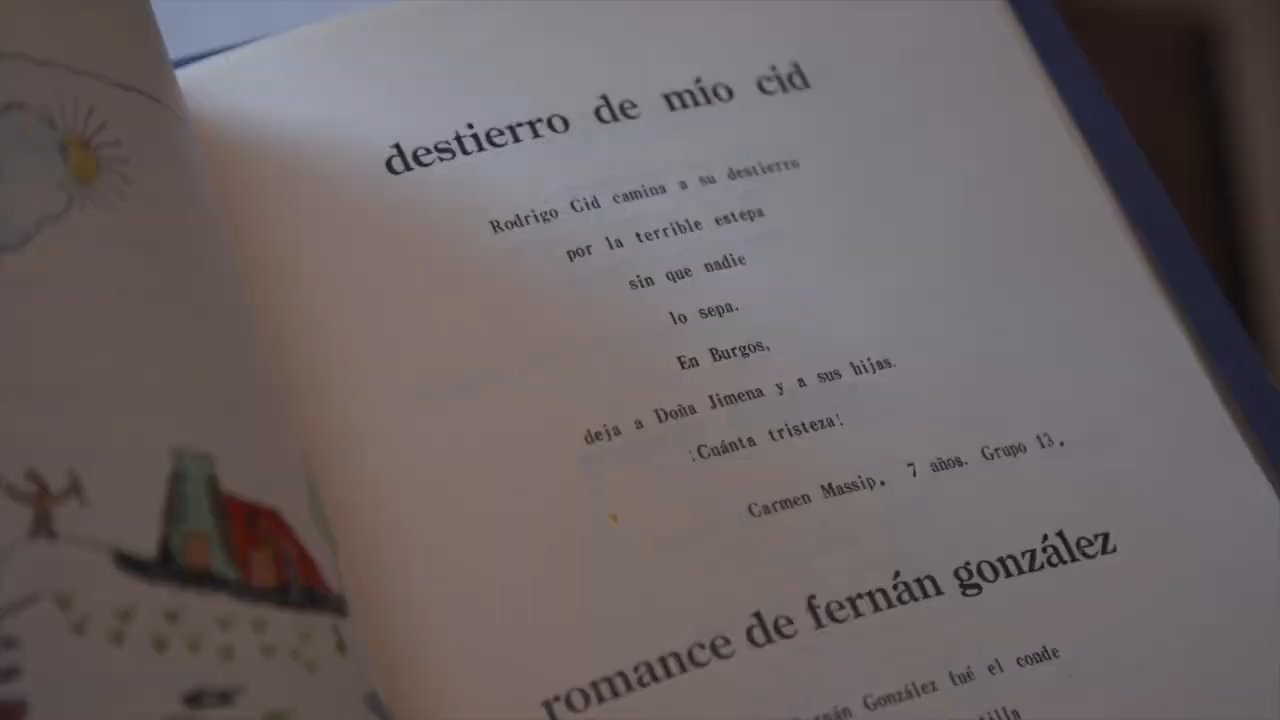 destierro de mío cid
Rodrigo Cid camina a su destierro
por la terrible estepa
sin que nadie
lo sepa.
En Burgos,
deja a Doña Jimena y a sus hijas.
¡Cuánta tristeza!
Carmen Massip. 7 años. Grupo 13.
romance de fernán gonzález
González fué el conde